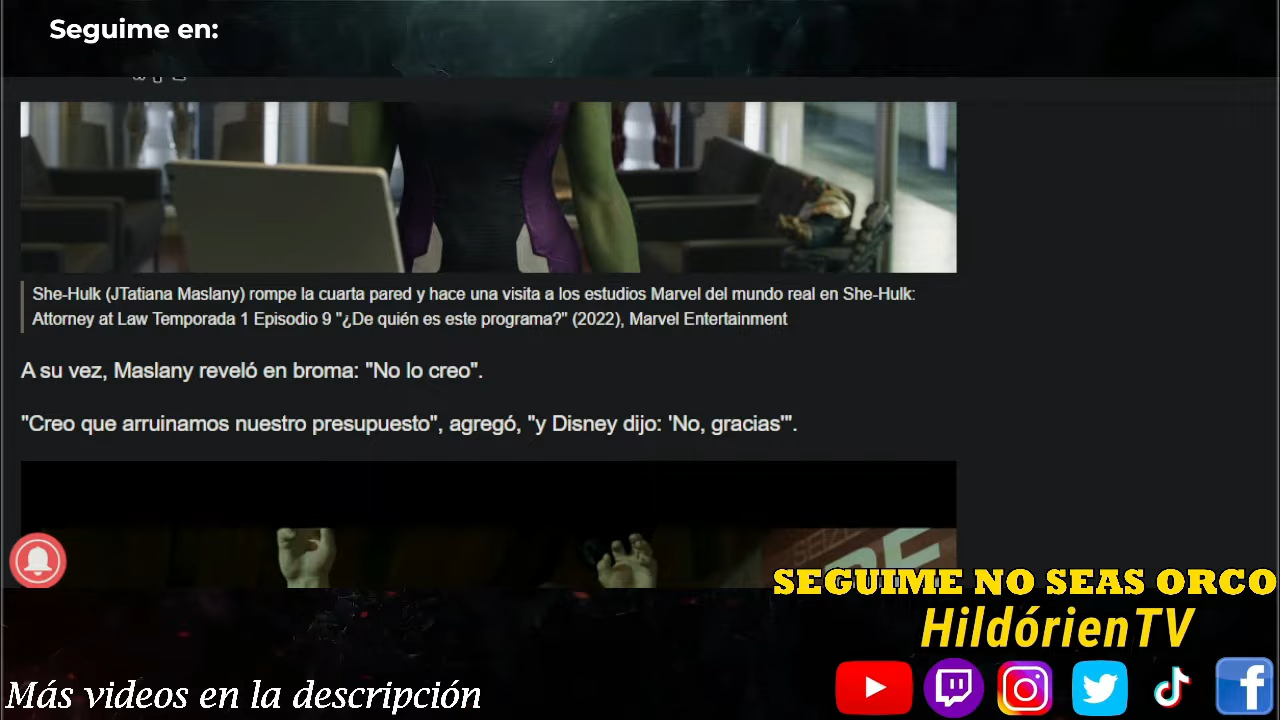 Seguime en:
She-Hulk (JTatiana Maslany) rompe la cuarta pared y hace una visita a los estudios Marvel del mundo real en She-Hulk:
Attorney at Law Temporada 1 Episodio 9 "¿De quién es este programa?" (2022), Marvel Entertainment
A su vez, Maslany reveló en broma: "No lo creo".
"Creo que arruinamos nuestro presupuesto", agregó, "y Disney dijo: 'No, gracias'".
SEGUIME NO SEAS ORCO
HildórienTV
Más videos en la descripción